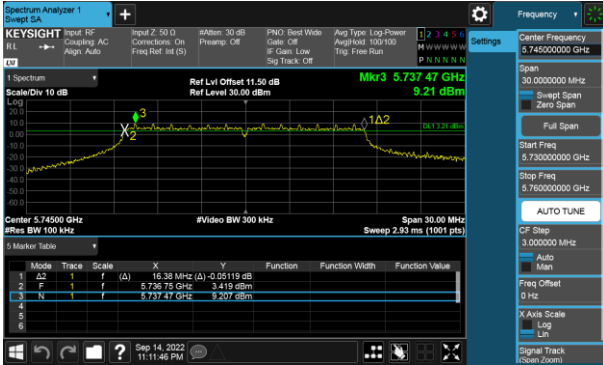 Spectrum Analyzer 1
Swept SA
Frequency
KEYSIGHT
RL
Input: RF
Coupling: AC
Align: Auto
Input Z: 50 Ω
Corrections: On
Freq Ref: Int (S)
#Atten: 30 dB
Preamp: Off
PNO: Best Wide
Gate: Off
IF Gain: Low
Sig Track: Off
Avg Type: Log-Power
Avg|Hold: 100/100
Trig: Free Run
1 2 3 4 5 6
M W W W W W
P N N N N N
LXI
Settings
1 Spectrum
Scale/Div 10 dB
Ref Lvl Offset 11.50 dB
Ref Level 30.00 dBm
Mkr3 5.737 47 GHz
9.21 dBm
Log
20.0
10.0
0.00
-10.0
-20.0
-30.0
-40.0
-50.0
-60.0
3
2
1Δ2
DL1 3.21 dBm
Center 5.74500 GHz
#Res BW 100 kHz
#Video BW 300 kHz
Span 30.00 MHz
Sweep 2.93 ms (1001 pts)
5 Marker Table
Mode Trace Scale X Y Function Function Width Function Value
1 Δ2 1 f (Δ) 16.38 MHz (Δ) -0.05119 dB
2 F 1 f 5.736 75 GHz 3.419 dBm
3 N 1 f 5.737 47 GHz 9.207 dBm
4
5
6
Sep 14, 2022
11:11:46 PM
Center Frequency
5.745000000 GHz
Span
30.0000000 MHz
Swept Span
Zero Span
Full Span
Start Freq
5.730000000 GHz
Stop Freq
5.760000000 GHz
AUTO TUNE
CF Step
3.000000 MHz
Auto
Man
Freq Offset
0 Hz
X Axis Scale
Log
Lin
Signal Track
(Span Zoom)